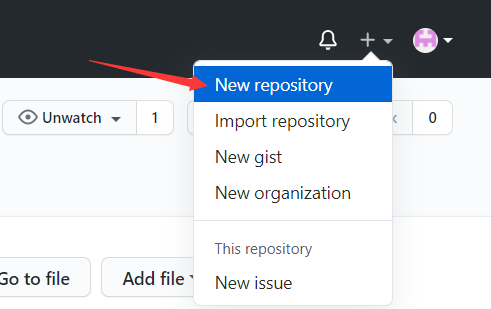 New repository
Unwatch 1
0
Import repository
New gist
New organization
This repository
Go to file
Add file
New issue